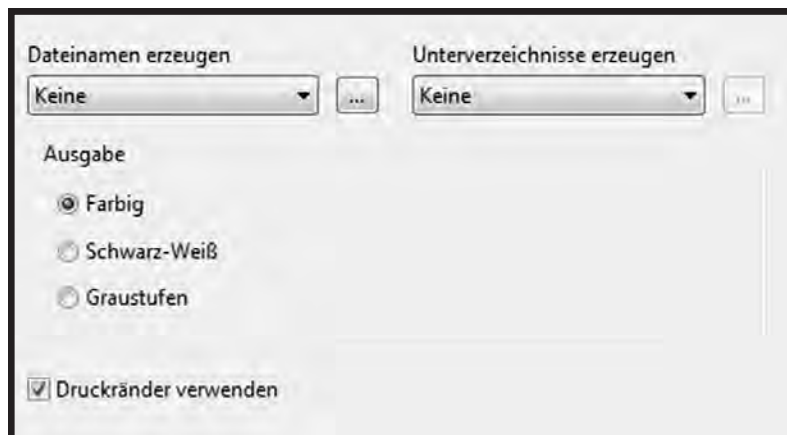 Dateinamen erzeugen
Unterverzeichnisse erzeugen
Keine
...
Keine
...
Ausgabe
Farbig
Schwarz-Weiß
Graustufen
Druckränder verwenden